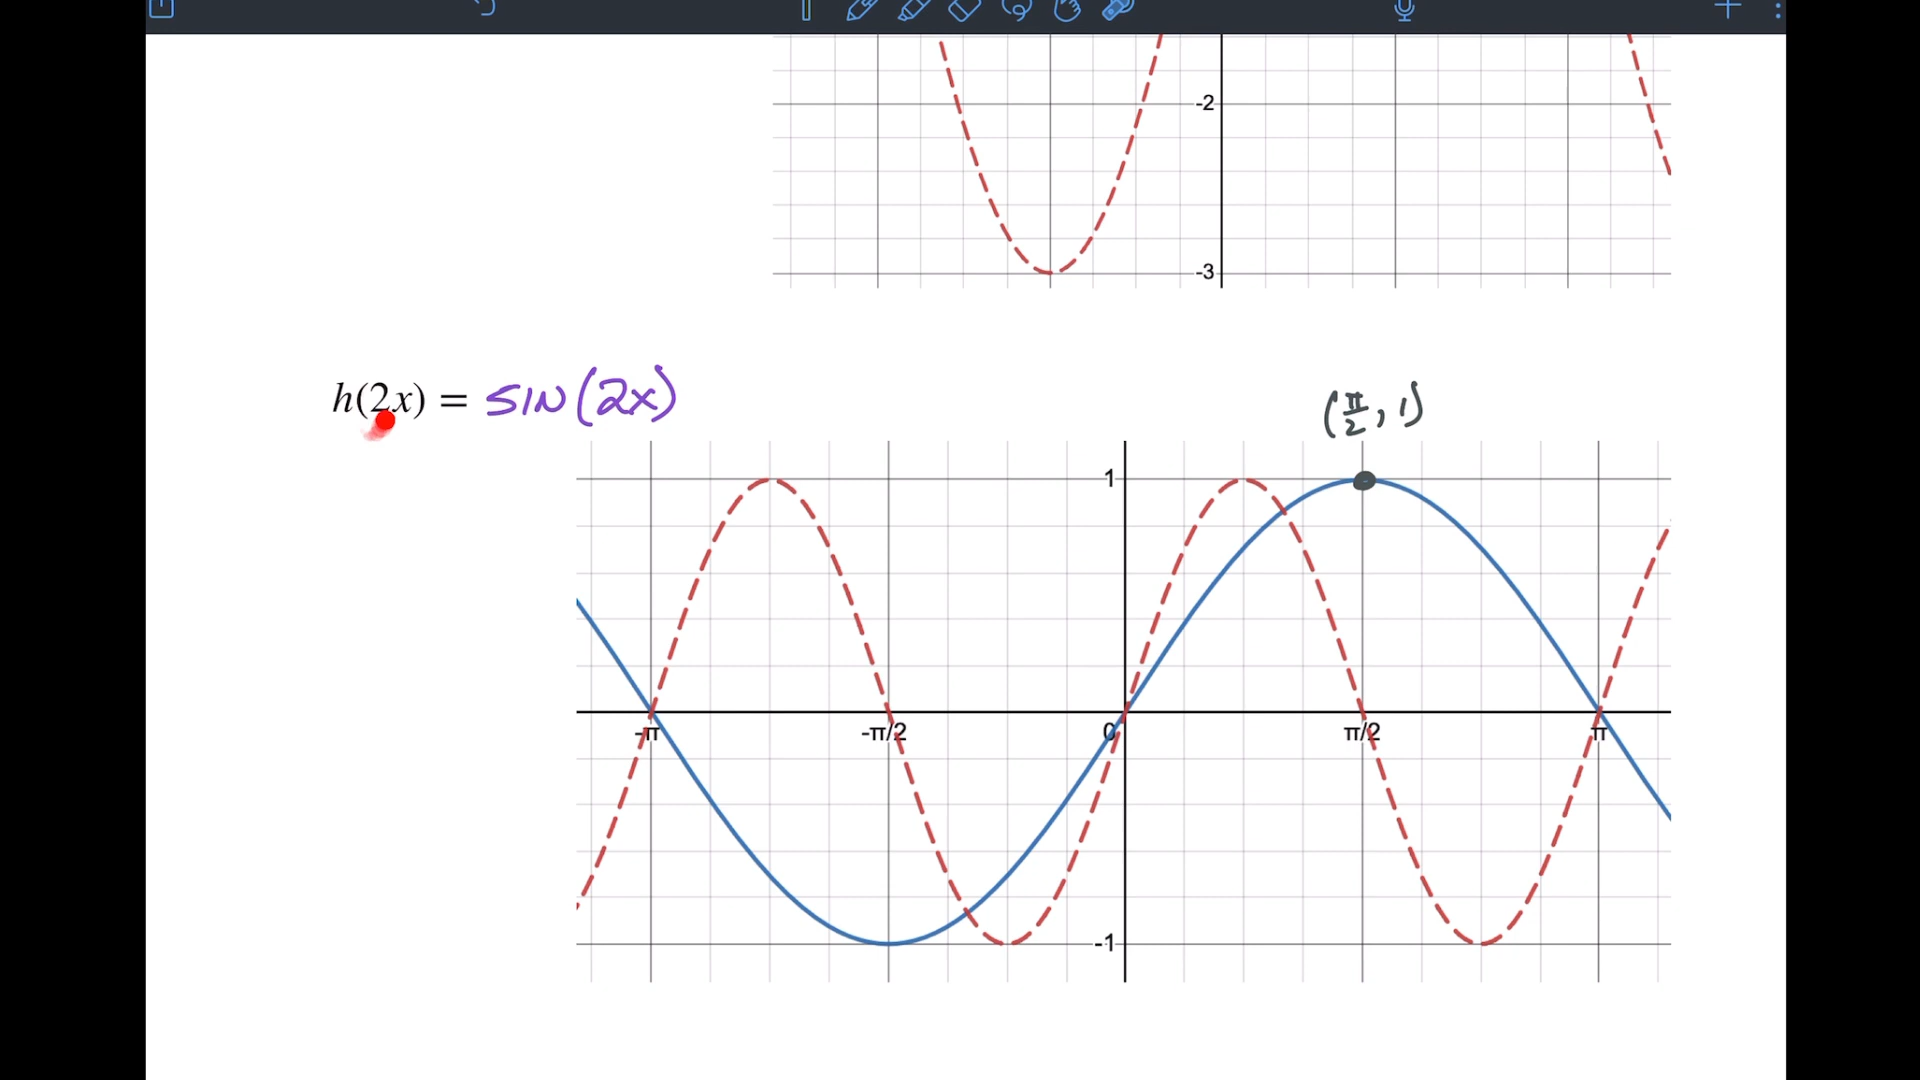 -2
-3
h(2x) = SIN(2x)
(π/2, 1)
1
-π
-π/2
0
π/2
π
-1